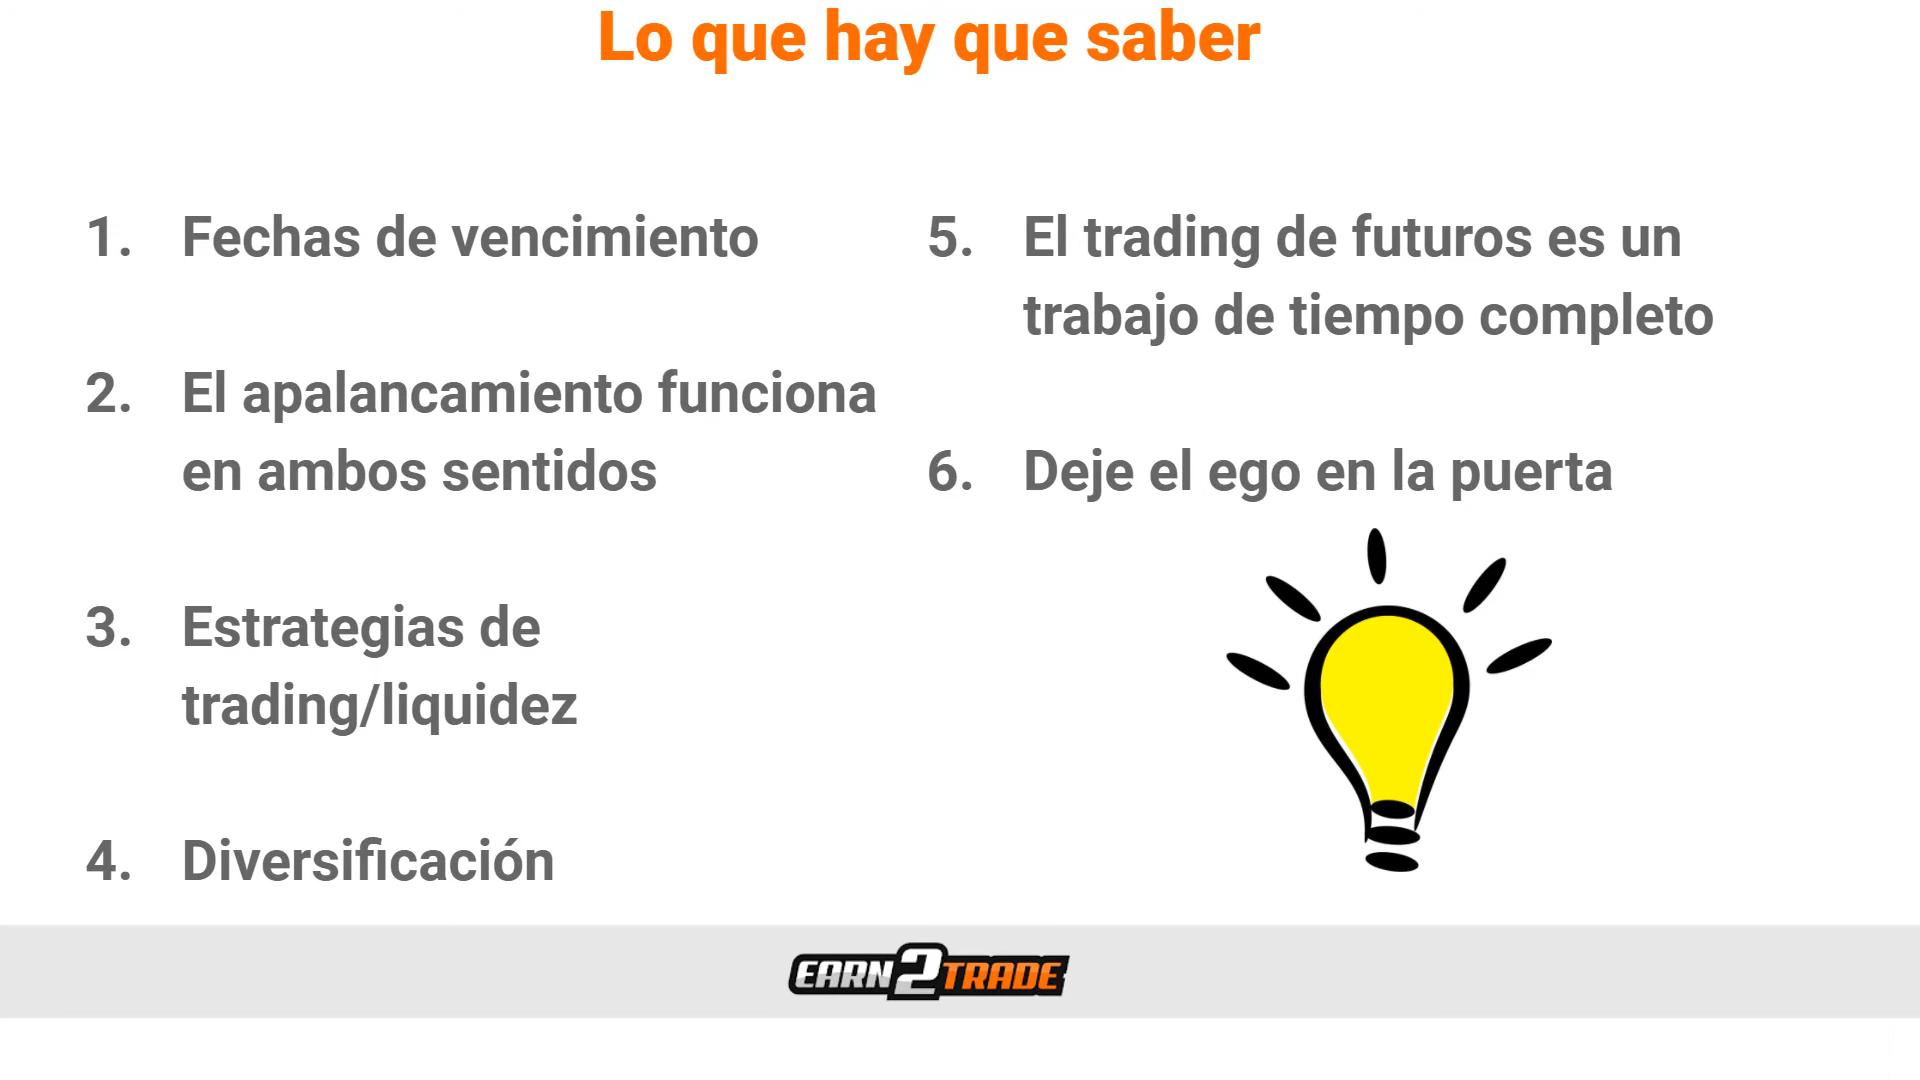 Lo que hay que saber
1. Fechas de vencimiento
2. El apalancamiento funciona
en ambos sentidos
3. Estrategias de
trading/liquidez
4. Diversificación
5. El trading de futuros es un
trabajo de tiempo completo
6. Deje el ego en la puerta
EARN2TRADE